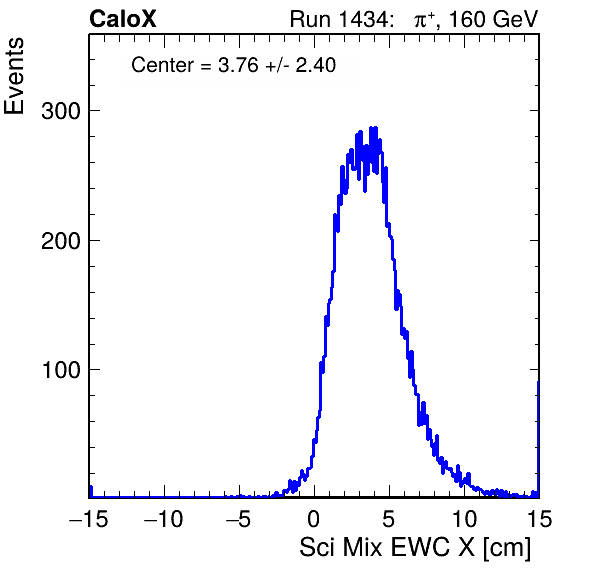 CaloX
Run 1434: π⁺, 160 GeV
Center = 3.76 +/- 2.40
Events
300
200
100
−15 −10 −5 0 5 10 15
Sci Mix EWC X [cm]